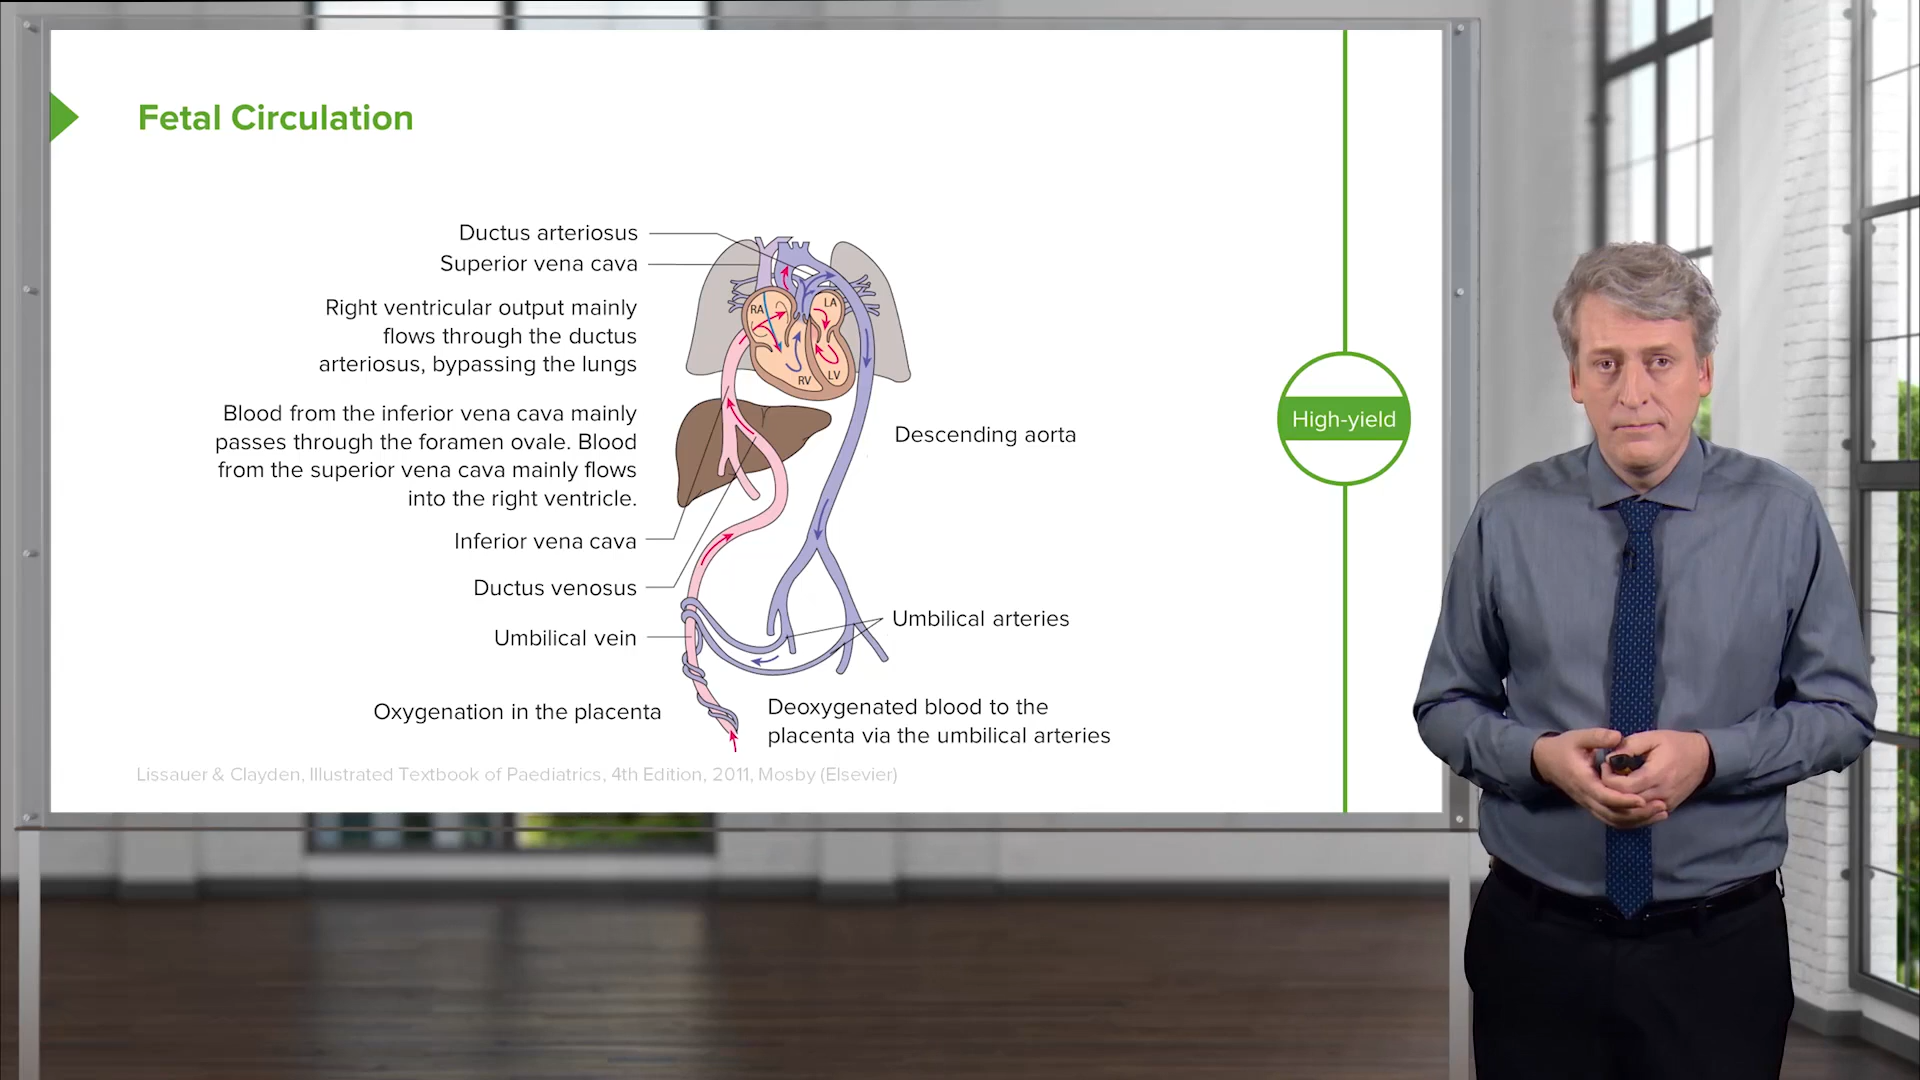 Fetal Circulation
Ductus arteriosus
Superior vena cava
Right ventricular output mainly
flows through the ductus
arteriosus, bypassing the lungs
Blood from the inferior vena cava mainly
passes through the foramen ovale. Blood
from the superior vena cava mainly flows
into the right ventricle.
Inferior vena cava
Ductus venosus
Umbilical vein
Oxygenation in the placenta
RA
LA
RV
LV
Descending aorta
Umbilical arteries
Deoxygenated blood to the
placenta via the umbilical arteries
High-yield
Lissauer & Clayden, Illustrated Textbook of Paediatrics, 4th Edition, 2011, Mosby (Elsevier)